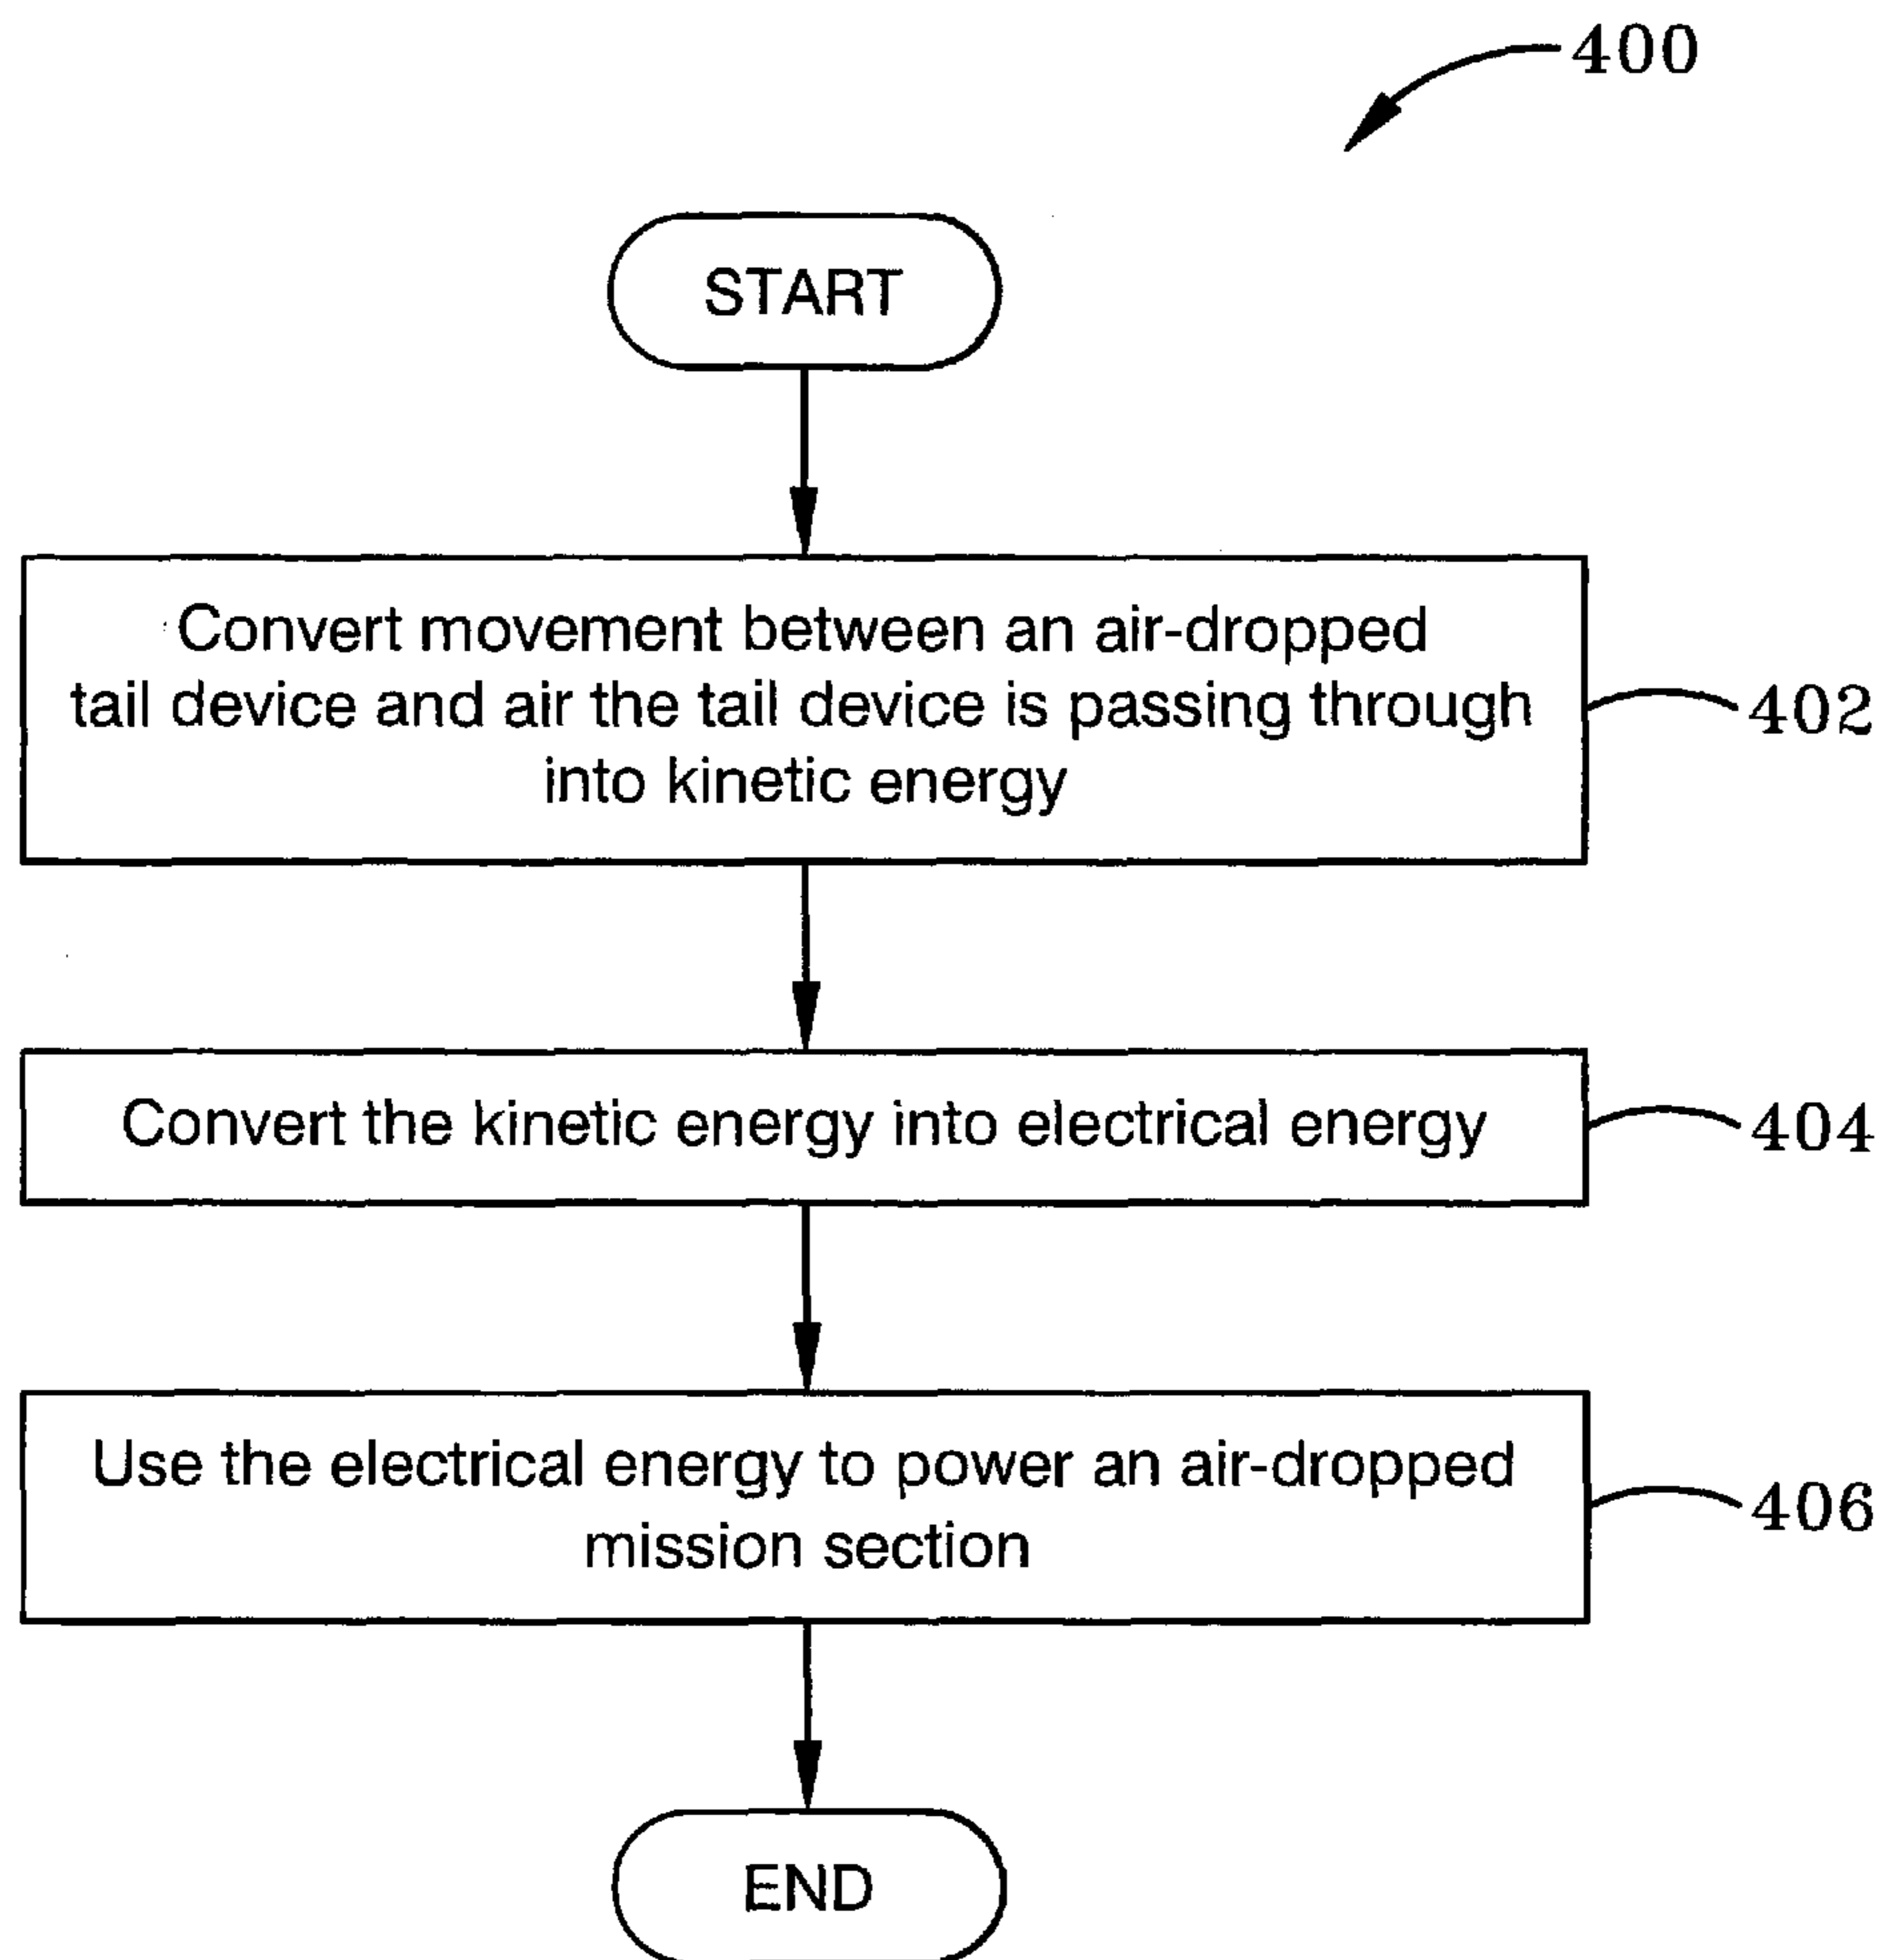 400
START
Convert movement between an air-dropped
tail device and air the tail device is passing through
into kinetic energy
402
Convert the kinetic energy into electrical energy
404
Use the electrical energy to power an air-dropped
mission section
406
END